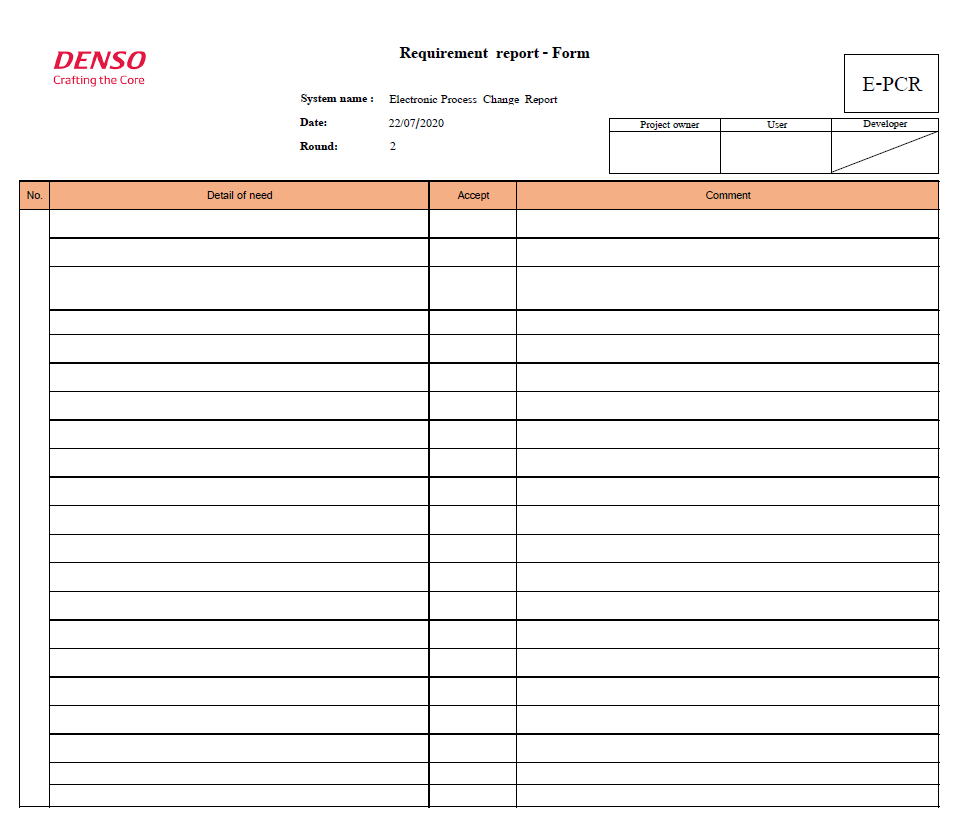 DENSO
Crafting the Core
Requirement report - Form
E-PCR
System name : Electronic Process Change Report
Date: 22/07/2020
Round: 2
Project owner User Developer
No. Detail of need Accept Comment